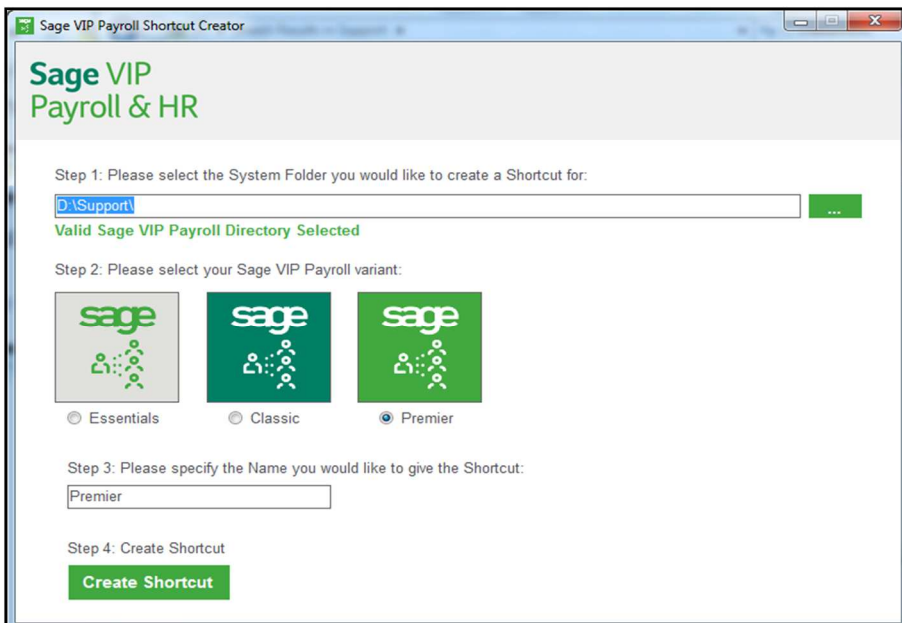 Sage VIP Payroll Shortcut Creator
Sage VIP
Payroll & HR
Step 1: Please select the System Folder you would like to create a Shortcut for:
D:\Support\
...
Valid Sage VIP Payroll Directory Selected
Step 2: Please select your Sage VIP Payroll variant:
sage sage sage
Essentials Classic Premier
Step 3: Please specify the Name you would like to give the Shortcut:
Premier
Step 4: Create Shortcut
Create Shortcut